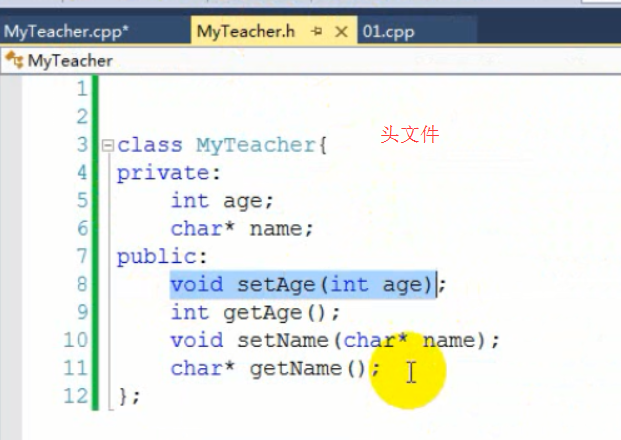 MyTeacher.cpp* MyTeacher.h 01.cpp
MyTeacher
1
2
3 class MyTeacher{ 头文件
4 private:
5 int age;
6 char* name;
7 public:
8 void setAge(int age);
9 int getAge();
10 void setName(char* name);
11 char* getName();
12 };